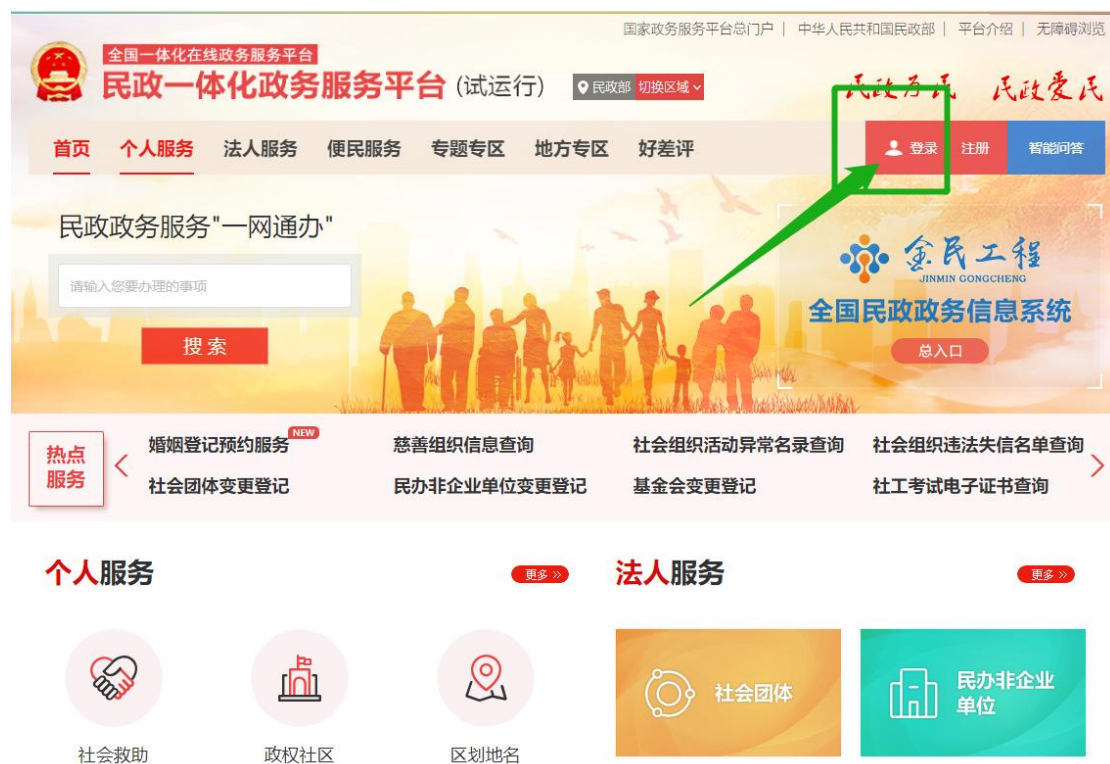 国家政务服务平台总门户 | 中华人民共和国民政部 | 平台介绍 | 无障碍浏览
全国一体化在线政务服务平台
民政一体化政务服务平台 (试运行) 民政部 切换区域
民政为民 民政爱民
首页 个人服务 法人服务 便民服务 专题专区 地方专区 好差评 登录 注册 智能问答
民政政务服务"一网通办"
请输入您要办理的事项
搜索
金民工程
JINMIN GONGCHENG
全国民政政务信息系统
总入口
热点
服务
婚姻登记预约服务 NEW 慈善组织信息查询 社会组织活动异常名录查询 社会组织违法失信名单查询
社会团体变更登记 民办非企业单位变更登记 基金会变更登记 社工考试电子证书查询
个人服务 更多 »
法人服务 更多 »
社会救助 政权社区 区划地名
社会团体
民办非企业
单位